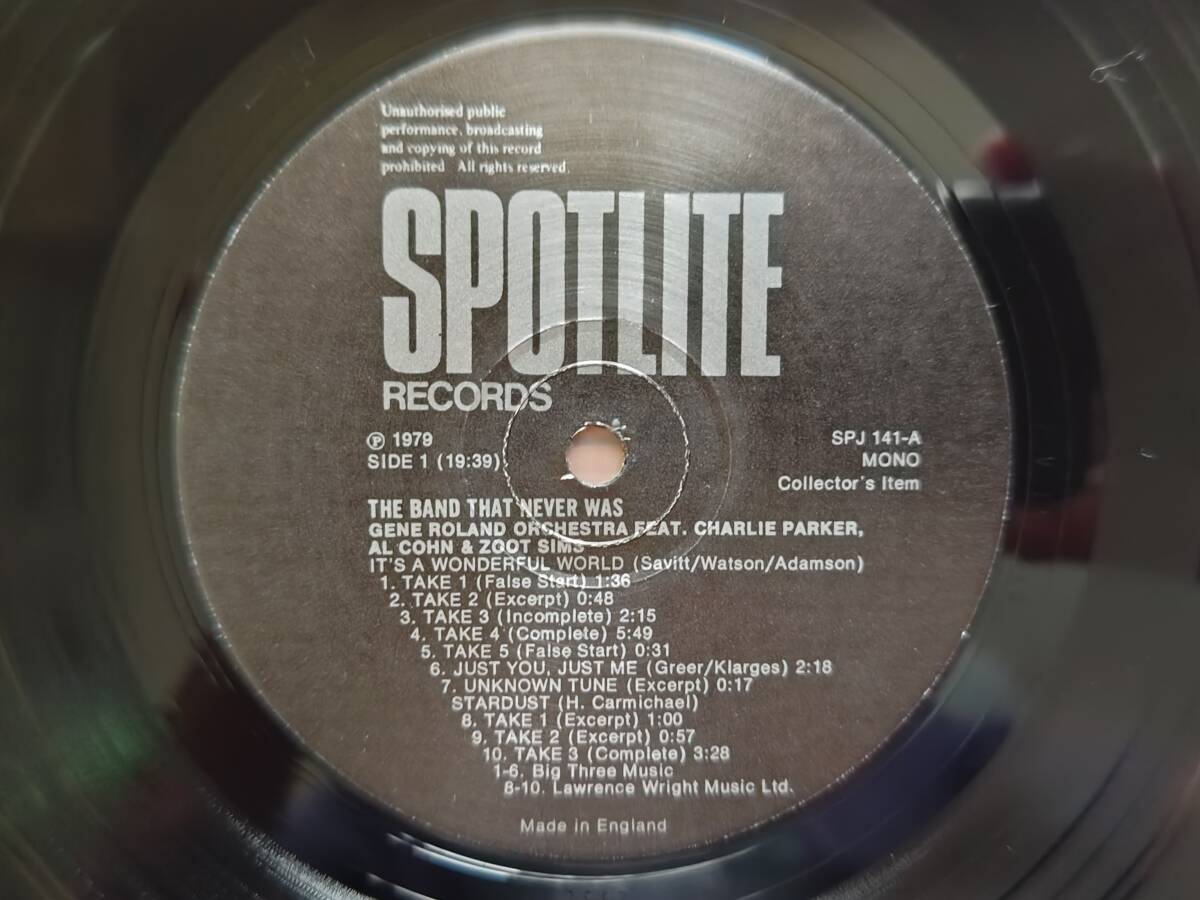 Unauthorised public
performance, broadcasting
and copying of this record
prohibited All rights reserved.
SPOTLITE
RECORDS
Ⓟ 1979
SIDE 1 (19:39)
SPJ 141-A
MONO
Collector's Item
THE BAND THAT NEVER WAS
GENE ROLAND ORCHESTRA FEAT. CHARLIE PARKER,
AL COHN & ZOOT SIMS
IT'S A WONDERFUL WORLD (Savitt/Watson/Adamson)
1. TAKE 1 (False Start) 1:36
2. TAKE 2 (Excerpt) 0:48
3. TAKE 3 (Incomplete) 2:15
4. TAKE 4 (Complete) 5:49
5. TAKE 5 (False Start) 0:31
6. JUST YOU, JUST ME (Greer/Klarges) 2:18
7. UNKNOWN TUNE (Excerpt) 0:17
STARDUST (H. Carmichael)
8. TAKE 1 (Excerpt) 1:00
9. TAKE 2 (Excerpt) 0:57
10. TAKE 3 (Complete) 3:28
1-6. Big Three Music
8-10. Lawrence Wright Music Ltd.
Made in England